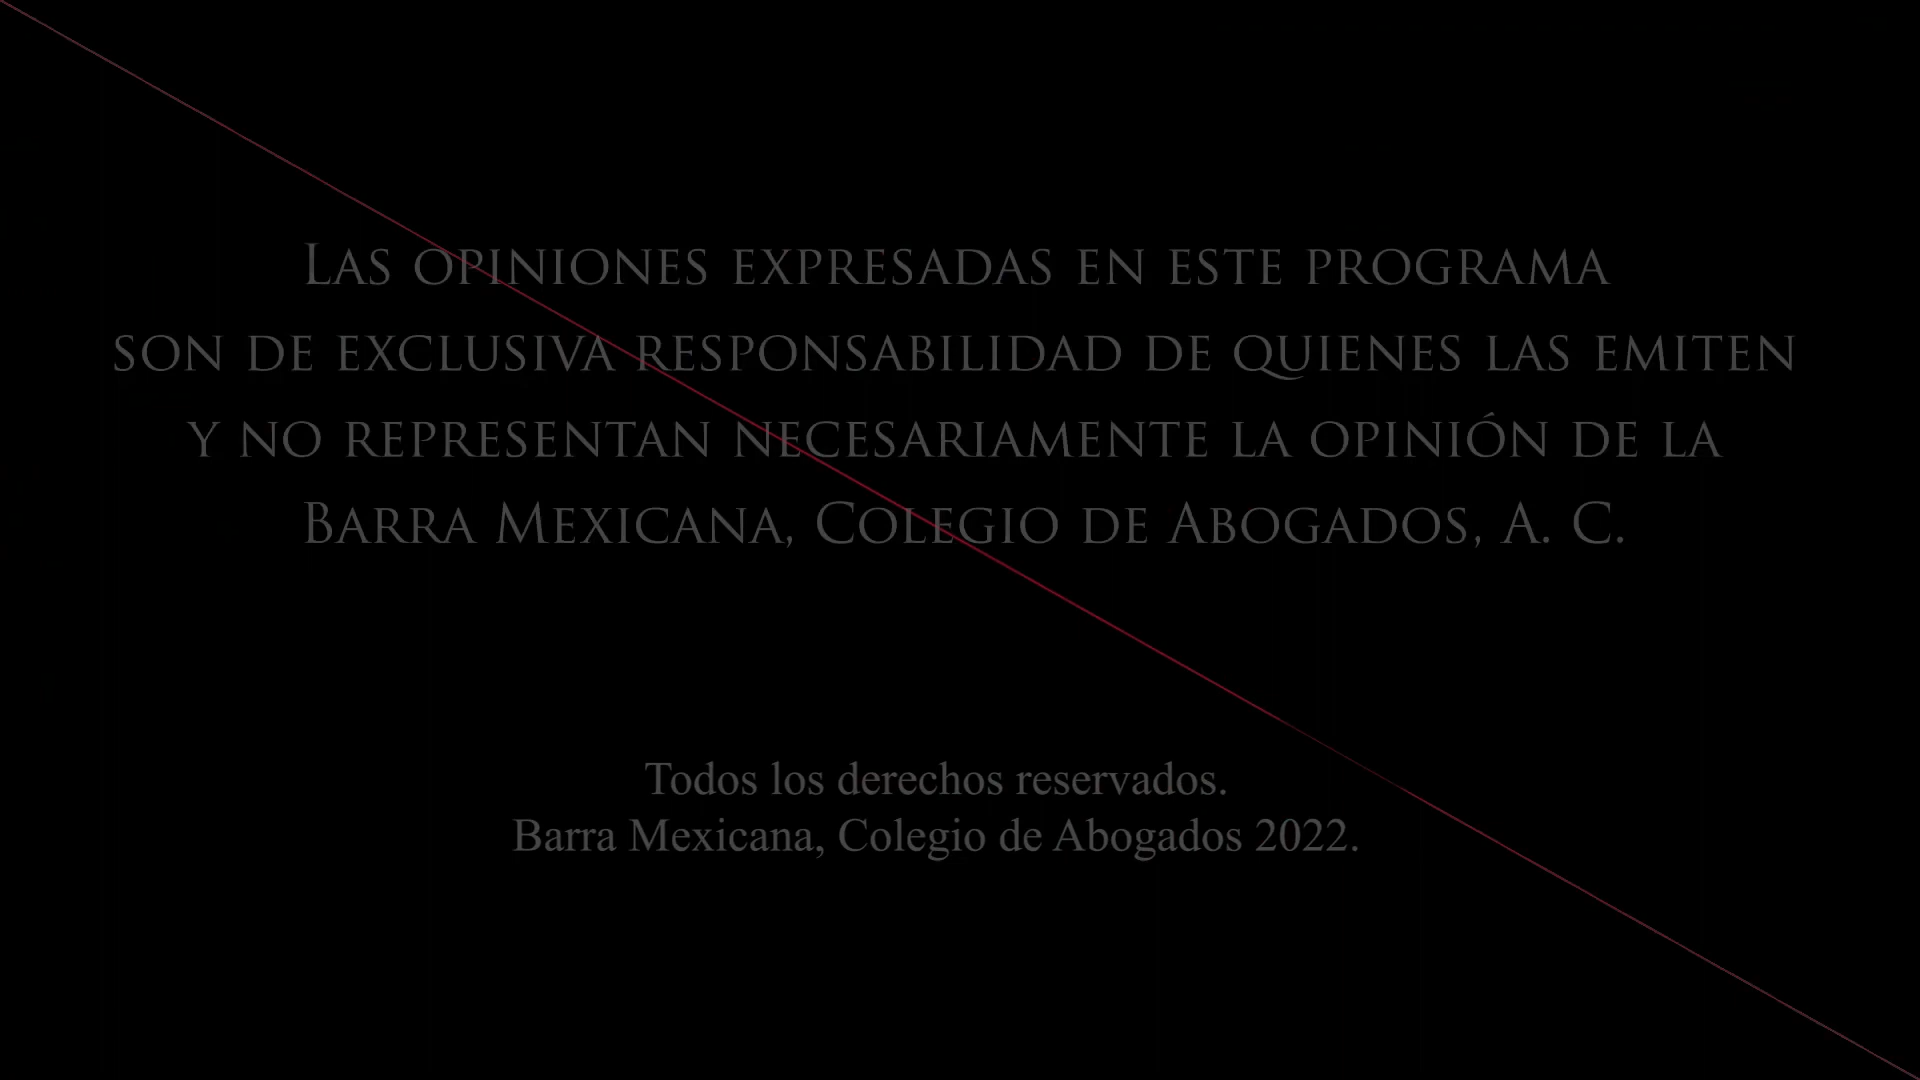 Las opiniones expresadas en este programa
son de exclusiva responsabilidad de quienes las emiten
y no representan necesariamente la opinión de la
Barra Mexicana, Colegio de Abogados, A. C.
Todos los derechos reservados.
Barra Mexicana, Colegio de Abogados 2022.